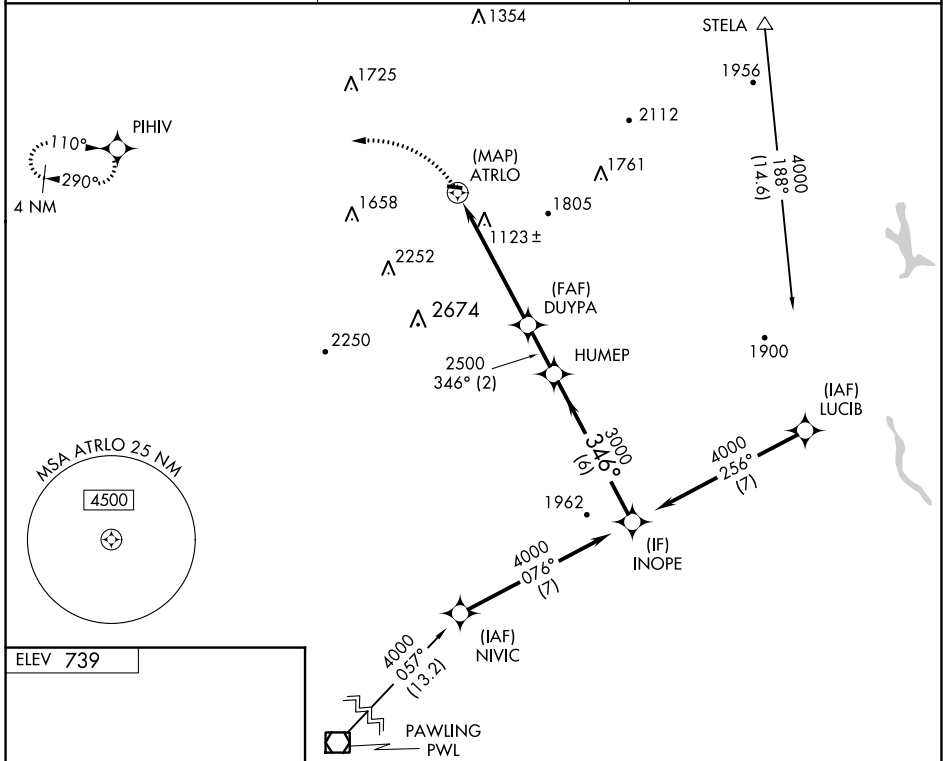 1354
STELA
1725
1956
2112
110°
PIHIV
290°
4 NM
(MAP)
ATRLO
1761
4000
188°
(14.6)
1658
1805
1123 ±
2252
2674
(FAF)
DUYPA
2250
HUMEP
2500
346° (2)
1900
(IAF)
LUCIB
3000
346°
(6)
4000
256°
(7)
MSA ATRLO 25 NM
4500
1962
(IF)
INOPE
4000
076°
(7)
(IAF)
NIVIC
4000
057°
(13.2)
ELEV 739
PAWLING
PWL